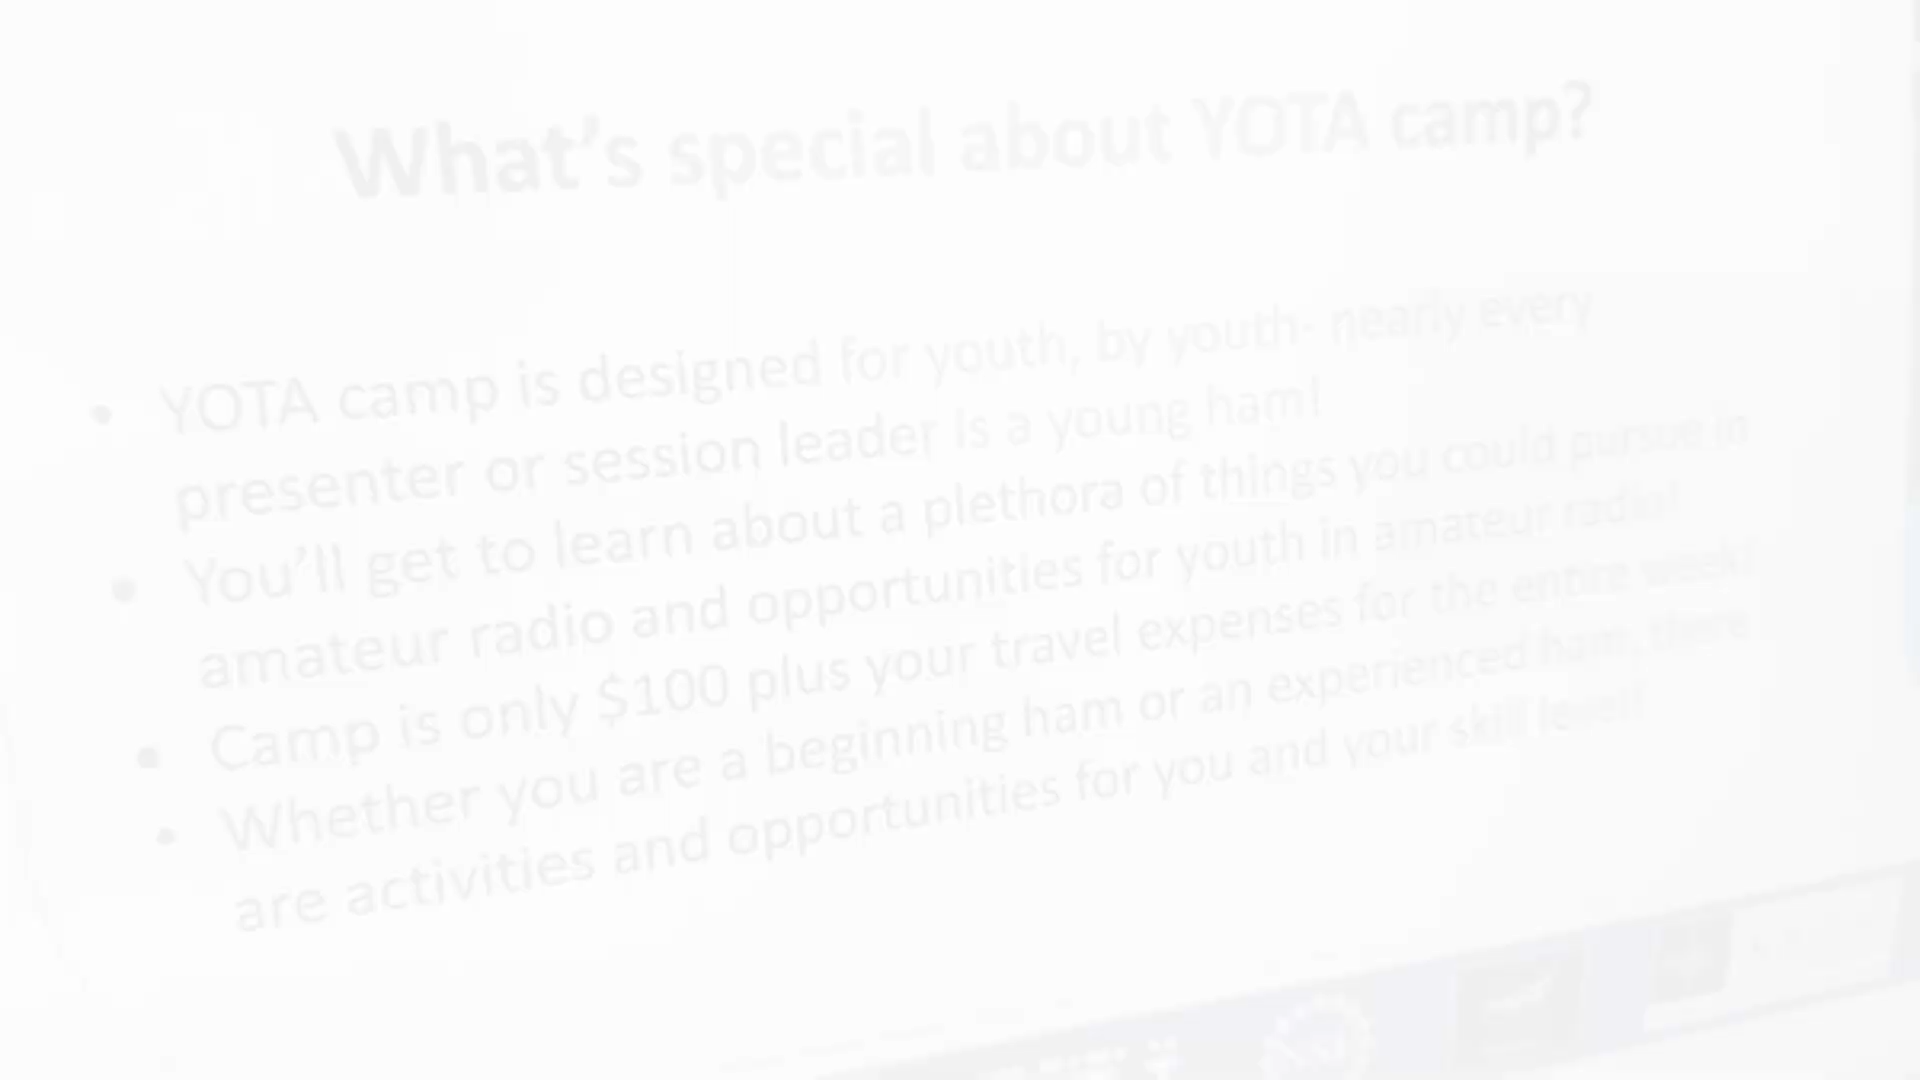 What's special about YOTA camp?
• YOTA camp is designed for youth, by youth- nearly every
presenter or session leader is a young ham!
• You'll get to learn about a plethora of things you could pursue in
amateur radio and opportunities for youth in amateur radio!
• Camp is only $100 plus your travel expenses for the entire week!
• Whether you are a beginning ham or an experienced ham, there
are activities and opportunities for you and your skill level!